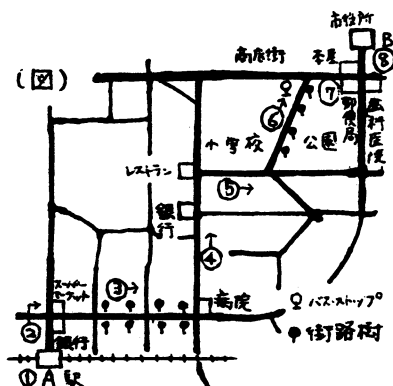 市役所
B
⑧
本屋
商店街
(図)
⑦
郵便局
歯科医院
⑥
小学校
公園
レストラン
⑤→
銀行
④
③→
病院
バス・ストップ
街路樹
スーパーマーケット
②
銀行
①A駅